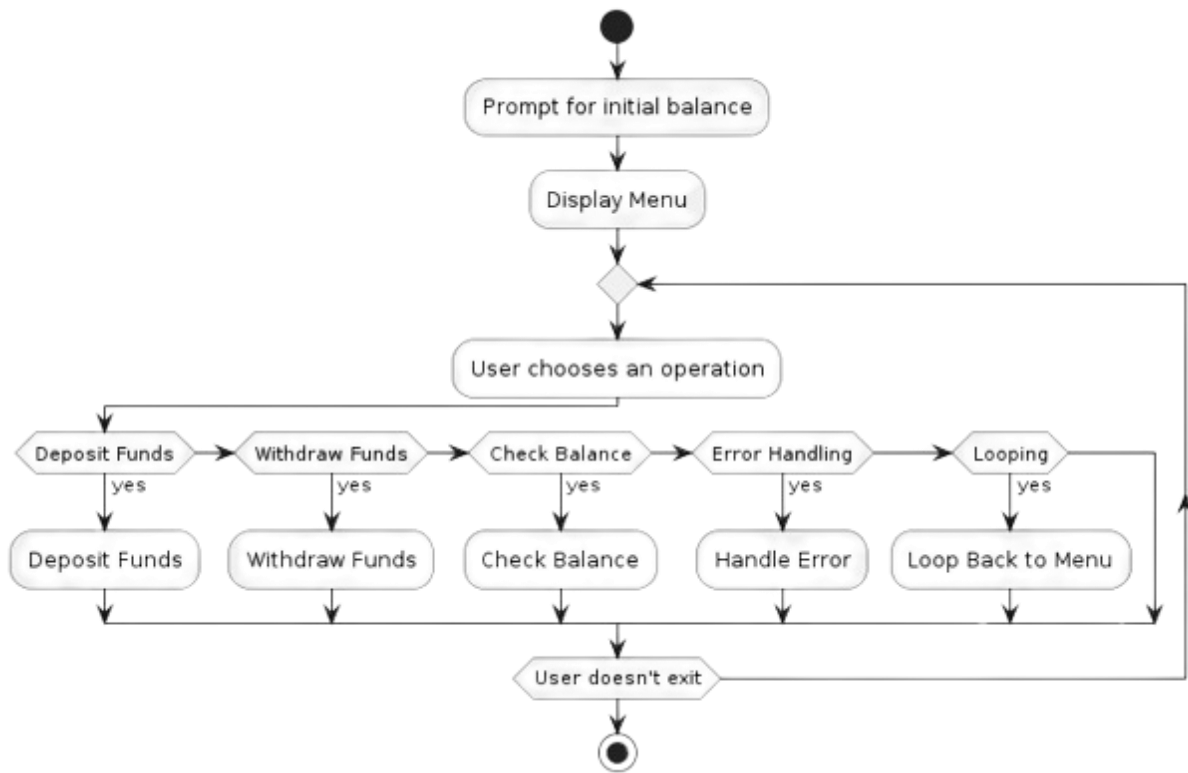 Prompt for initial balance
Display Menu
User chooses an operation
Deposit Funds
Withdraw Funds
Check Balance
Error Handling
Looping
yes
yes
yes
yes
yes
Deposit Funds
Withdraw Funds
Check Balance
Handle Error
Loop Back to Menu
User doesn't exit